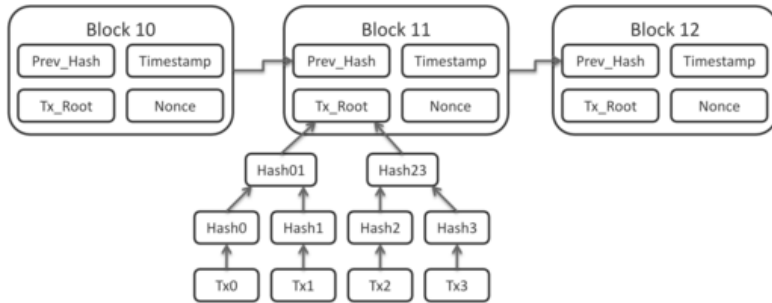 Block 10
Block 11
Block 12
Prev_Hash
Timestamp
Prev_Hash
Timestamp
Prev_Hash
Timestamp
Tx_Root
Nonce
Tx_Root
Nonce
Tx_Root
Nonce
Hash01
Hash23
Hash0
Hash1
Hash2
Hash3
Tx0
Tx1
Tx2
Tx3